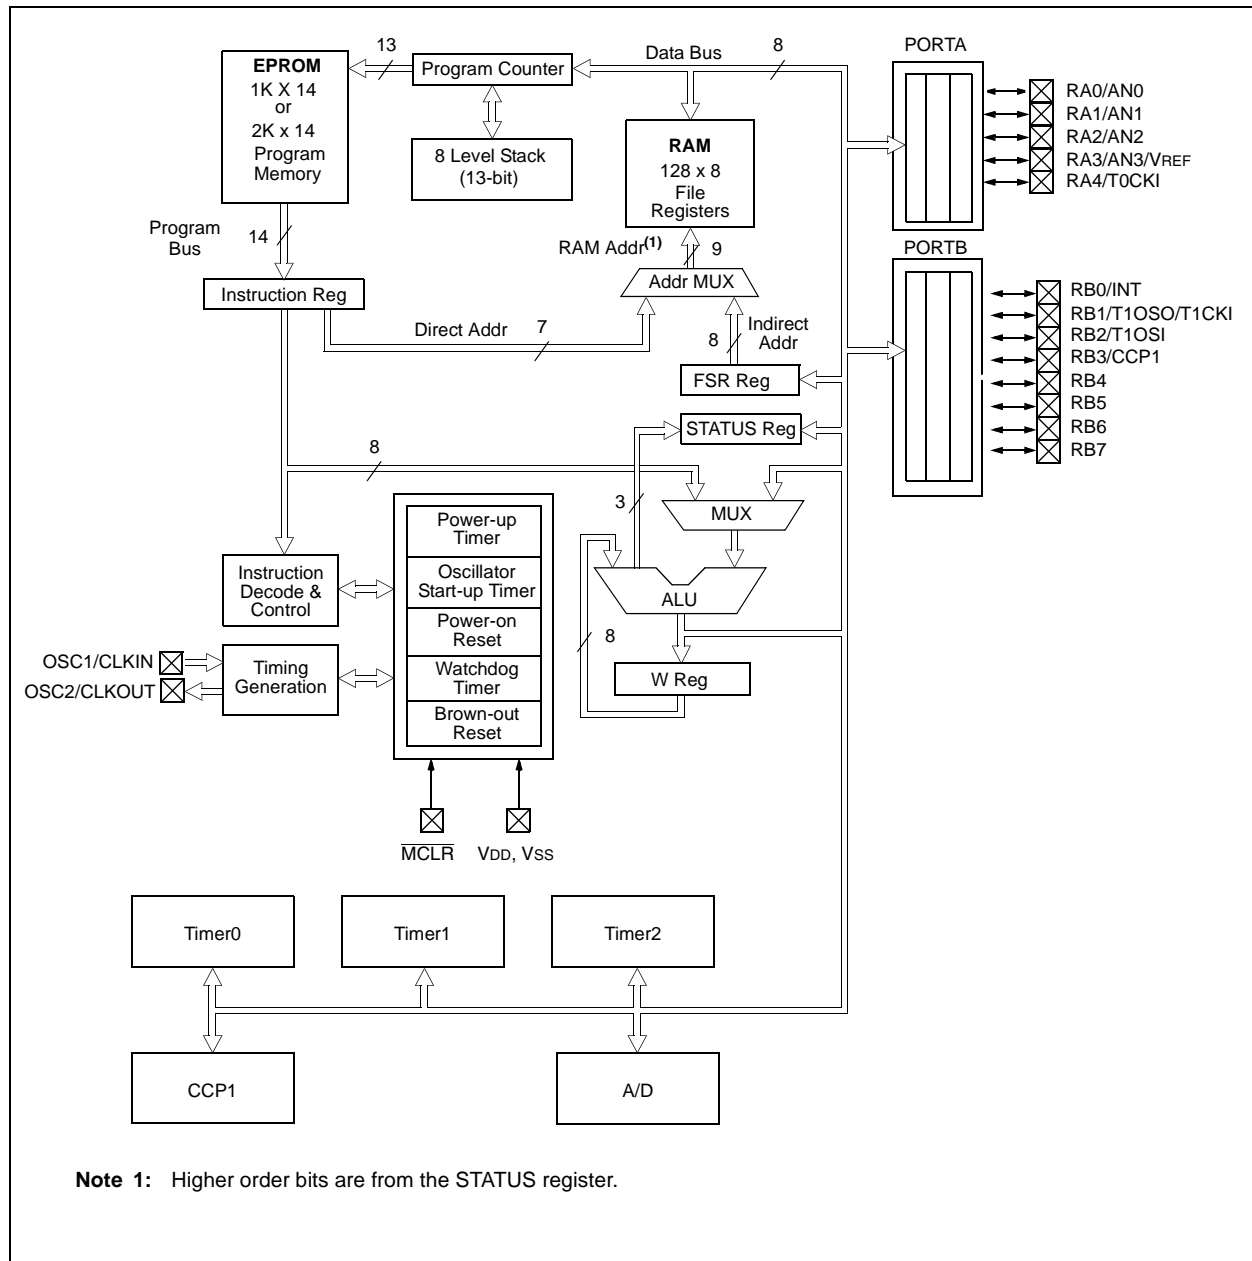 EPROM
1K X 14
or
2K x 14
Program
Memory
13
Program Counter
8 Level Stack
(13-bit)
Data Bus
8
RAM
128 x 8
File
Registers
PORTA
RA0/AN0
RA1/AN1
RA2/AN2
RA3/AN3/VREF
RA4/T0CKI
Program
Bus
14
RAM Addr(1)
9
Addr MUX
Instruction Reg
Direct Addr
7
8
Indirect
Addr
FSR Reg
STATUS Reg
PORTB
RB0/INT
RB1/T1OSO/T1CKI
RB2/T1OSI
RB3/CCP1
RB4
RB5
RB6
RB7
8
3
MUX
ALU
8
W Reg
Power-up
Timer
Oscillator
Start-up Timer
Power-on
Reset
Watchdog
Timer
Brown-out
Reset
Instruction
Decode &
Control
OSC1/CLKIN
OSC2/CLKOUT
Timing
Generation
MCLR
VDD, VSS
Timer0
Timer1
Timer2
CCP1
A/D
Note 1: Higher order bits are from the STATUS register.